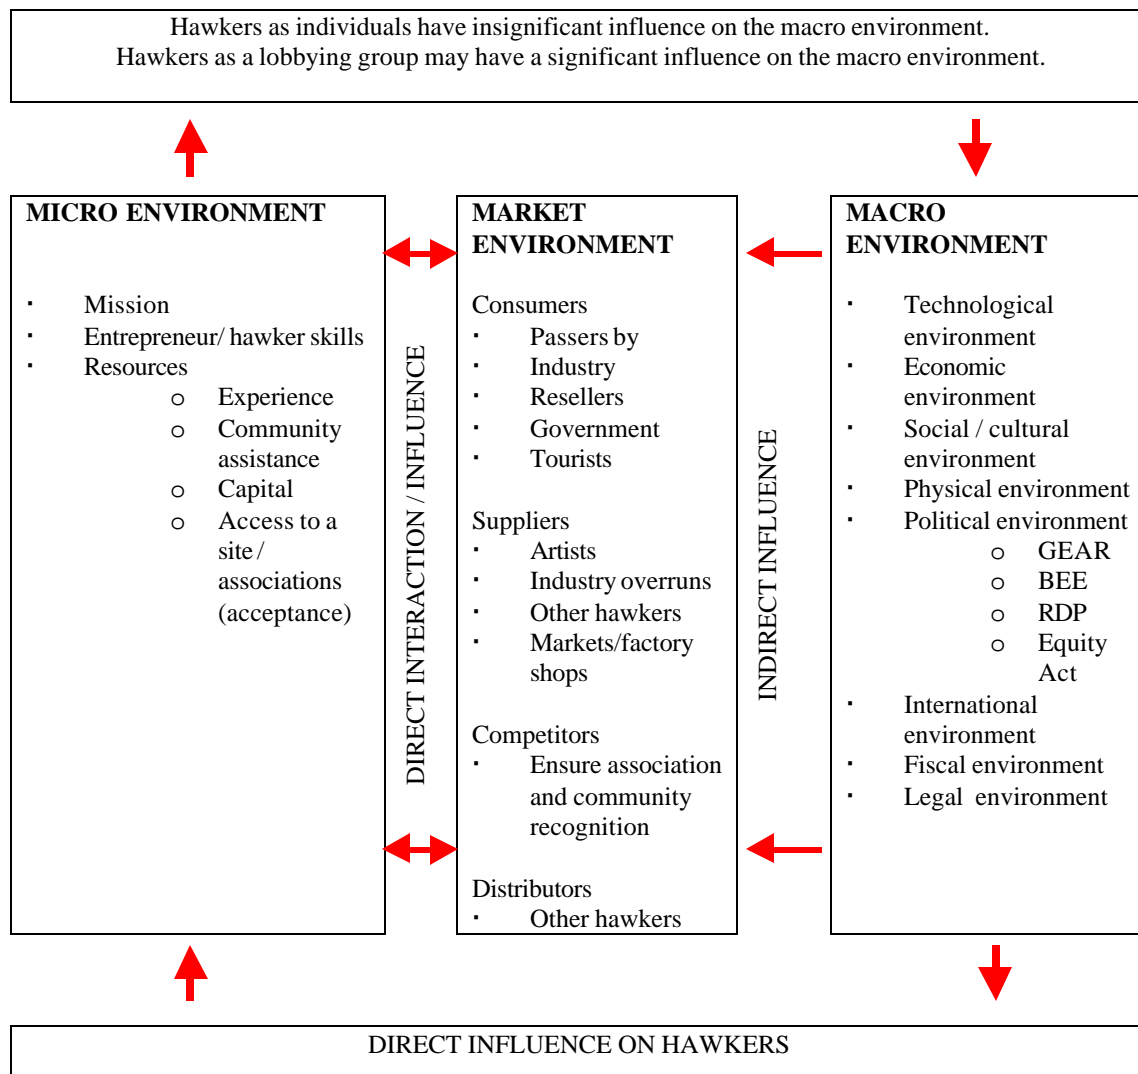 Hawkers as individuals have insignificant influence on the macro environment.
Hawkers as a lobbying group may have a significant influence on the macro environment.
MICRO ENVIRONMENT
▪ Mission
▪ Entrepreneur/ hawker skills
▪ Resources
o Experience
o Community
assistance
o Capital
o Access to a
site /
associations
(acceptance)
DIRECT INTERACTION / INFLUENCE
MARKET
ENVIRONMENT
Consumers
▪ Passers by
▪ Industry
▪ Resellers
▪ Government
▪ Tourists
Suppliers
▪ Artists
▪ Industry overruns
▪ Other hawkers
▪ Markets/factory
shops
Competitors
▪ Ensure association
and community
recognition
Distributors
▪ Other hawkers
INDIRECT INFLUENCE
MACRO
ENVIRONMENT
▪ Technological
environment
▪ Economic
environment
▪ Social / cultural
environment
▪ Physical environment
▪ Political environment
o GEAR
o BEE
o RDP
o Equity
Act
▪ International
environment
▪ Fiscal environment
▪ Legal environment
DIRECT INFLUENCE ON HAWKERS